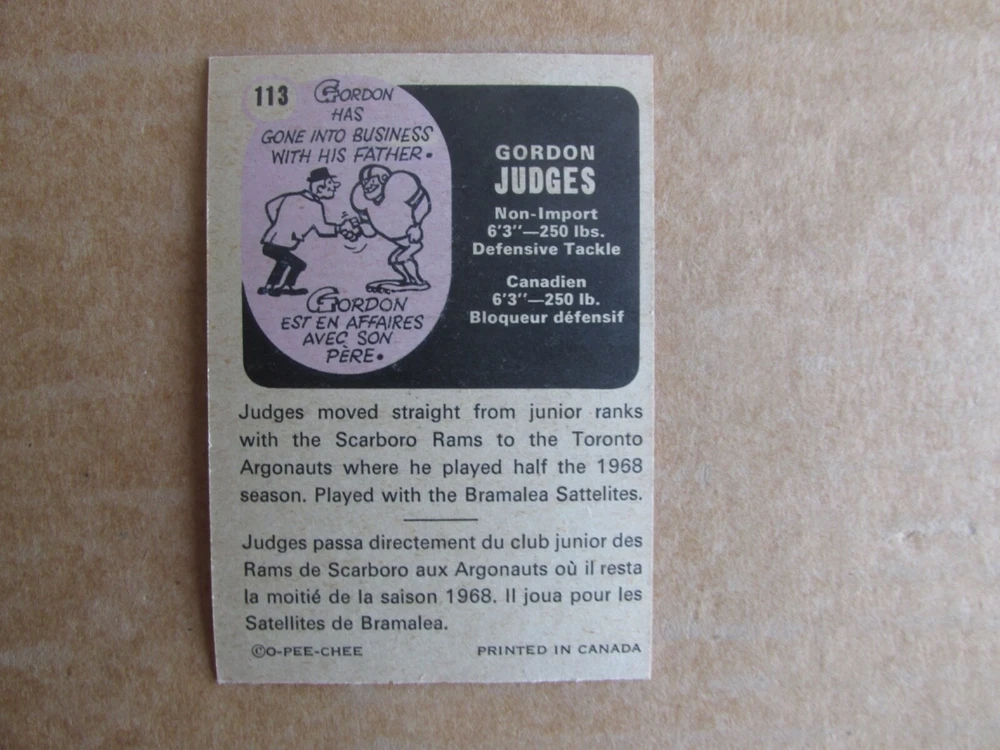 113
GORDON
HAS
GONE INTO BUSINESS
WITH HIS FATHER.
GORDON
EST EN AFFAIRES
AVEC SON
PÈRE.
GORDON
JUDGES
Non-Import
6'3"—250 lbs.
Defensive Tackle
Canadien
6'3"—250 lb.
Bloqueur défensif
Judges moved straight from junior ranks
with the Scarboro Rams to the Toronto
Argonauts where he played half the 1968
season. Played with the Bramalea Sattelites.
Judges passa directement du club junior des
Rams de Scarboro aux Argonauts où il resta
la moitié de la saison 1968. Il joua pour les
Satellites de Bramalea.
©O-PEE-CHEE
PRINTED IN CANADA